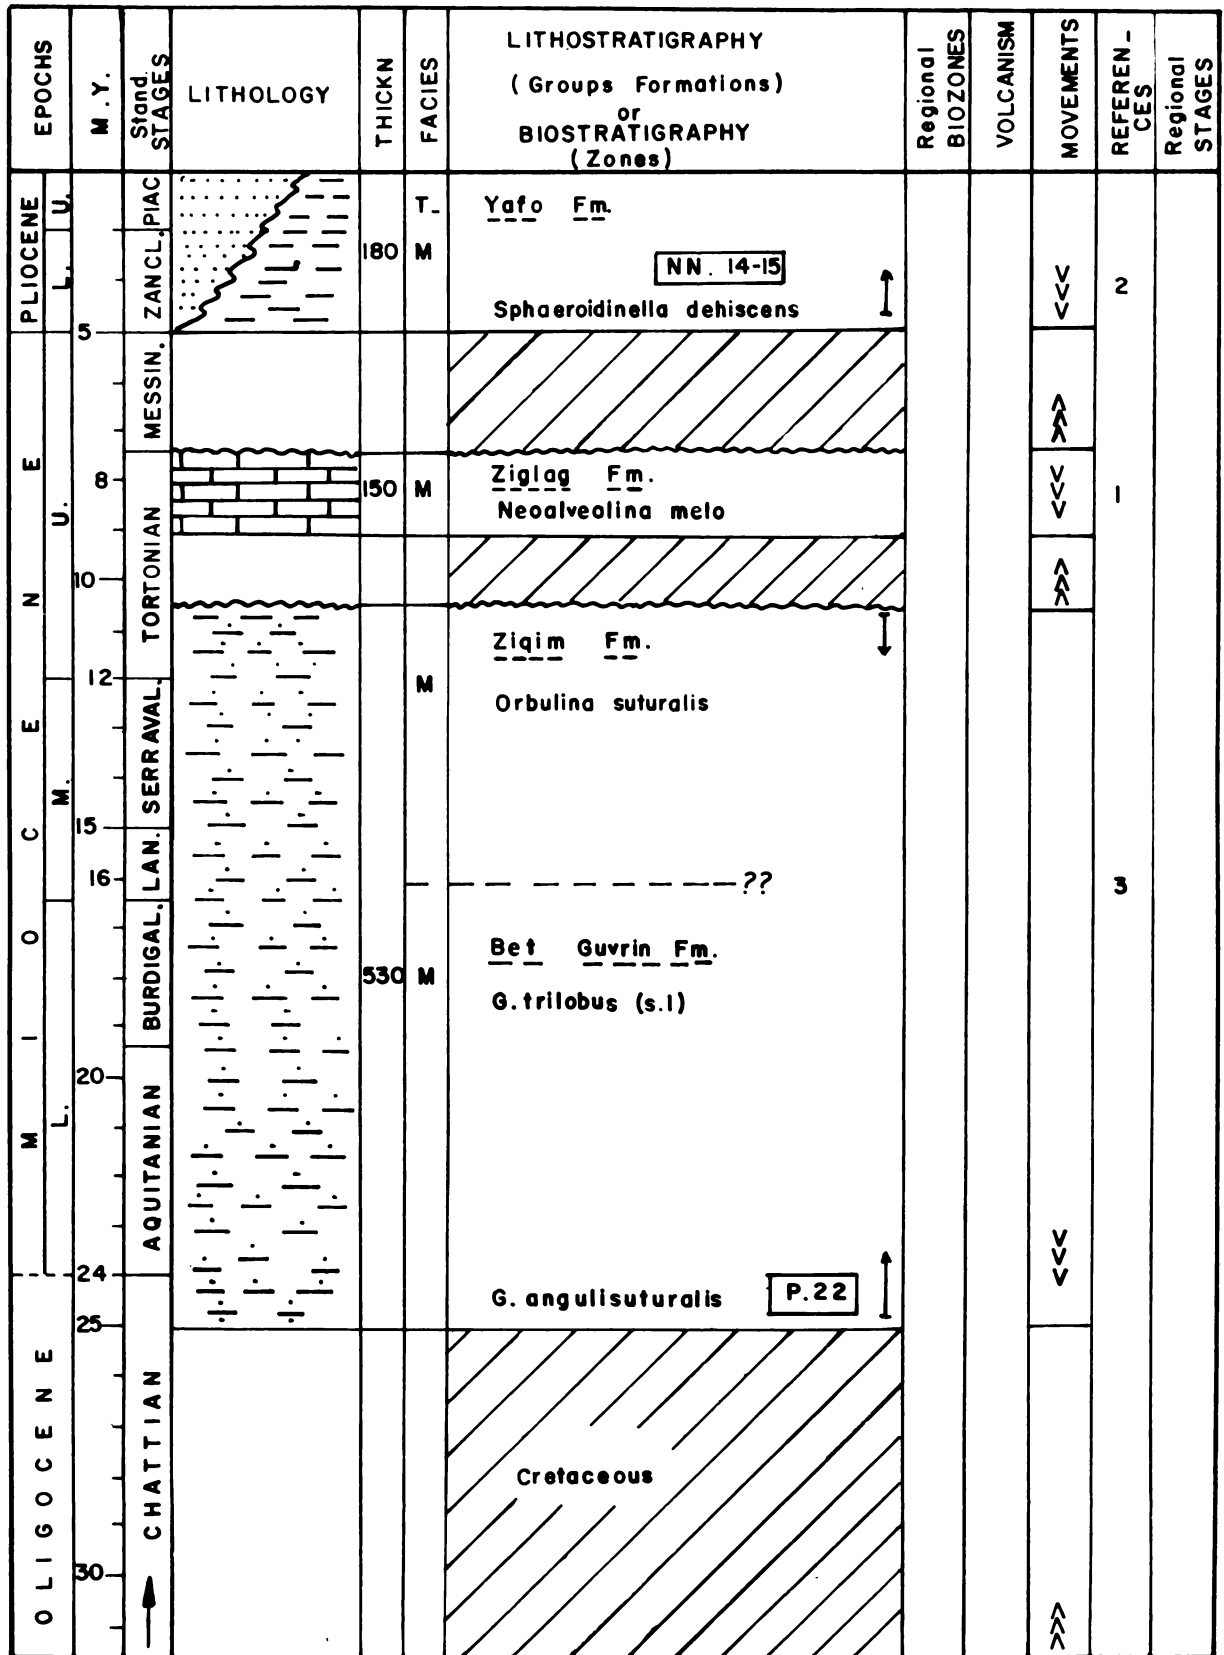 EPOCHS
M.Y.
Stand STAGES
LITHOLOGY
THICKN
FACIES
LITHOSTRATIGRAPHY
(Groups Formations)
or
BIOSTRATIGRAPHY
(Zones)
Regional BIOZONES
VOLCANISM
MOVEMENTS
REFEREN_
CES
Regional STAGES
PLIOCENE
U.
L.
PIAC
ZANCL.
T_
M
180
Yafo Fm.
NN. 14-15
Sphaeroidinella dehiscens
2
5
MIOCENE
MESSIN.
U.
8
TORTONIAN
150
M
Ziglag Fm.
Neoalveolina melo
1
10
Ziqim Fm.
12
M
Orbulina suturalis
M.
SERRAVAL.
15
LAN.
16
??
3
L.
BURDIGAL.
530
M
Bet Guvrin Fm.
G. trilobus (s.l)
20
AQUITANIAN
24
G. angulisuturalis
P.22
25
OLIGOCENE
CHATTIAN
Cretaceous
30